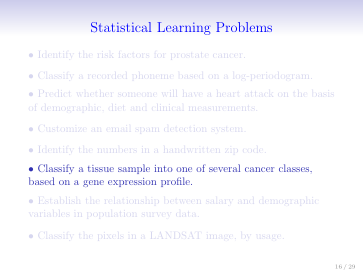 Statistical Learning Problems
• Identify the risk factors for prostate cancer.
• Classify a recorded phoneme based on a log-periodogram.
• Predict whether someone will have a heart attack on the basis
of demographic, diet and clinical measurements.
• Customize an email spam detection system.
• Identify the numbers in a handwritten zip code.
• Classify a tissue sample into one of several cancer classes,
based on a gene expression profile.
• Establish the relationship between salary and demographic
variables in population survey data.
• Classify the pixels in a LANDSAT image, by usage.
16 / 29